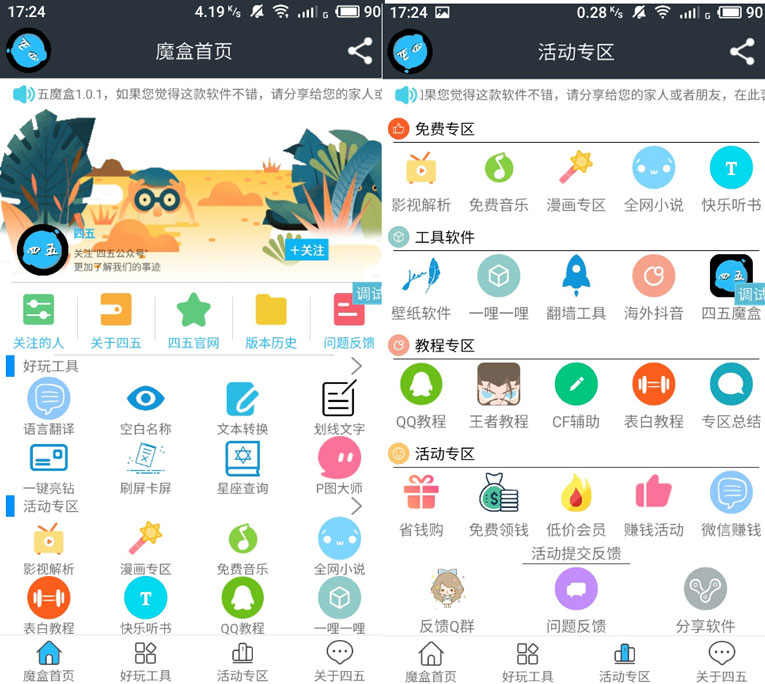 17:24
4.19 K/s
G
90
四五
魔盒首页
五魔盒1.0.1，如果您觉得这款软件不错，请分享给您的家人或
四五
四五
关注"四五公众号"
更加了解我们的事迹
+关注
调试
关注的人
关于四五
四五官网
版本历史
问题反馈
好玩工具
语言翻译
空白名称
文本转换
划线文字
一键亮钻
刷屏卡屏
星座查询
P图大师
活动专区
影视解析
漫画专区
免费音乐
全网小说
T
表白教程
快乐听书
QQ教程
一哩一哩
魔盒首页
好玩工具
活动专区
关于四五
17:24
0.28 K/s
G
90
四五
活动专区
如果您觉得这款软件不错，请分享给您的家人或者朋友，在此
免费专区
T
影视解析
免费音乐
漫画专区
全网小说
快乐听书
工具软件
Jen
四五
调试
壁纸软件
一哩一哩
翻墙工具
海外抖音
四五魔盒
教程专区
QQ教程
王者教程
CF辅助
表白教程
专区总结
活动专区
$
省钱购
免费领钱
低价会员
赚钱活动
微信赚钱
活动提交反馈
反馈Q群
问题反馈
分享软件
魔盒首页
好玩工具
活动专区
关于四五